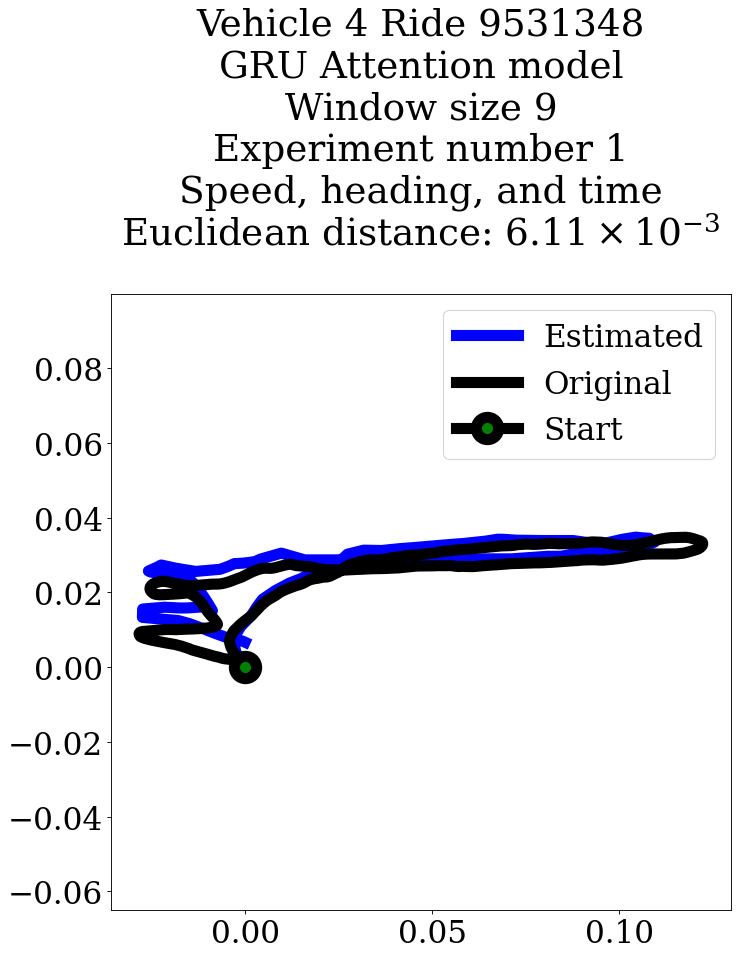 Vehicle 4 Ride 9531348
GRU Attention model
Window size 9
Experiment number 1
Speed, heading, and time
Euclidean distance: 6.11 × 10⁻³
Estimated
Original
Start
0.08
0.06
0.04
0.02
0.00
−0.02
−0.04
−0.06
0.00 0.05 0.10